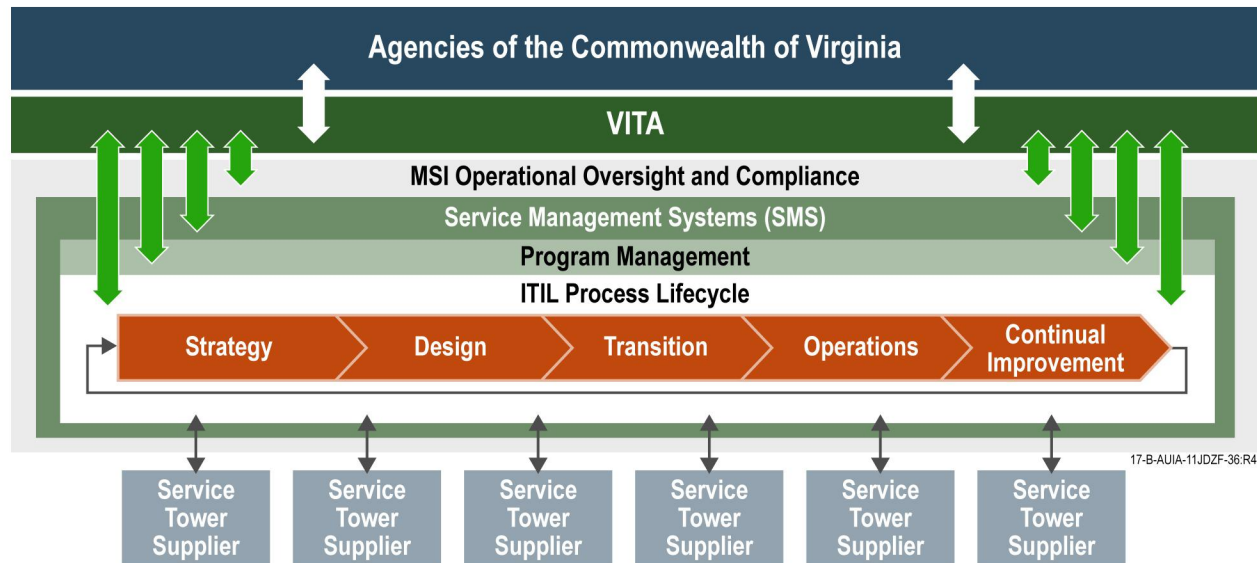 Agencies of the Commonwealth of Virginia
VITA
MSI Operational Oversight and Compliance
Service Management Systems (SMS)
Program Management
ITIL Process Lifecycle
Strategy
Design
Transition
Operations
Continual
Improvement
17-B-AUIA-11JDZF-36:R4
Service
Tower
Supplier
Service
Tower
Supplier
Service
Tower
Supplier
Service
Tower
Supplier
Service
Tower
Supplier
Service
Tower
Supplier